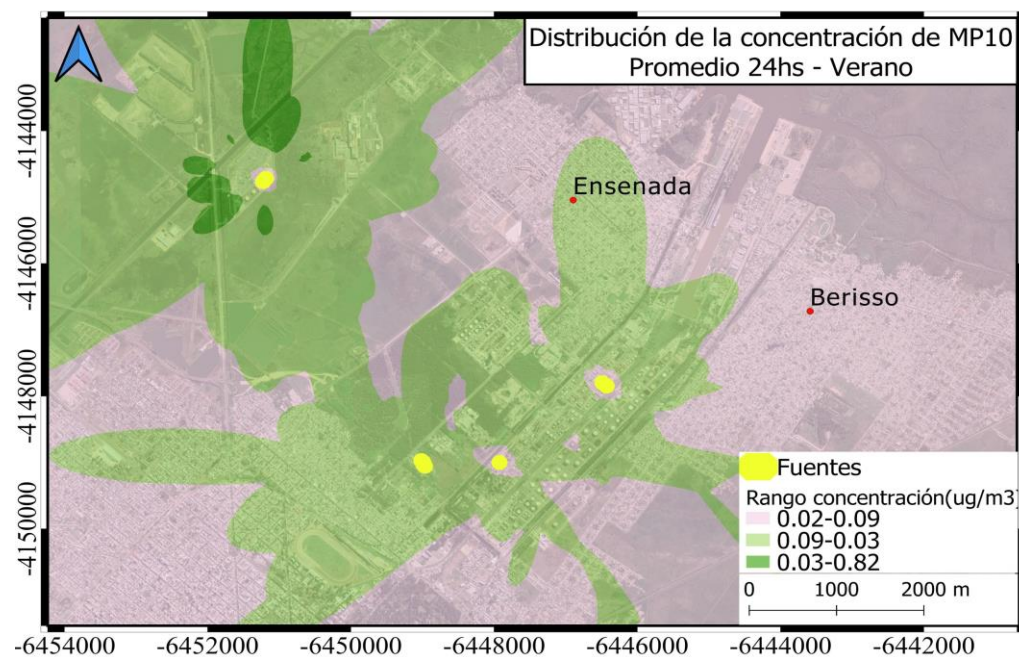 Distribución de la concentración de MP10
Promedio 24hs - Verano
-4144000
-4146000
-4148000
-4150000
Ensenada
Berisso
Fuentes
Rango concentración(ug/m3)
0.02-0.09
0.09-0.03
0.03-0.82
0 1000 2000 m
-6454000 -6452000 -6450000 -6448000 -6446000 -6444000 -6442000